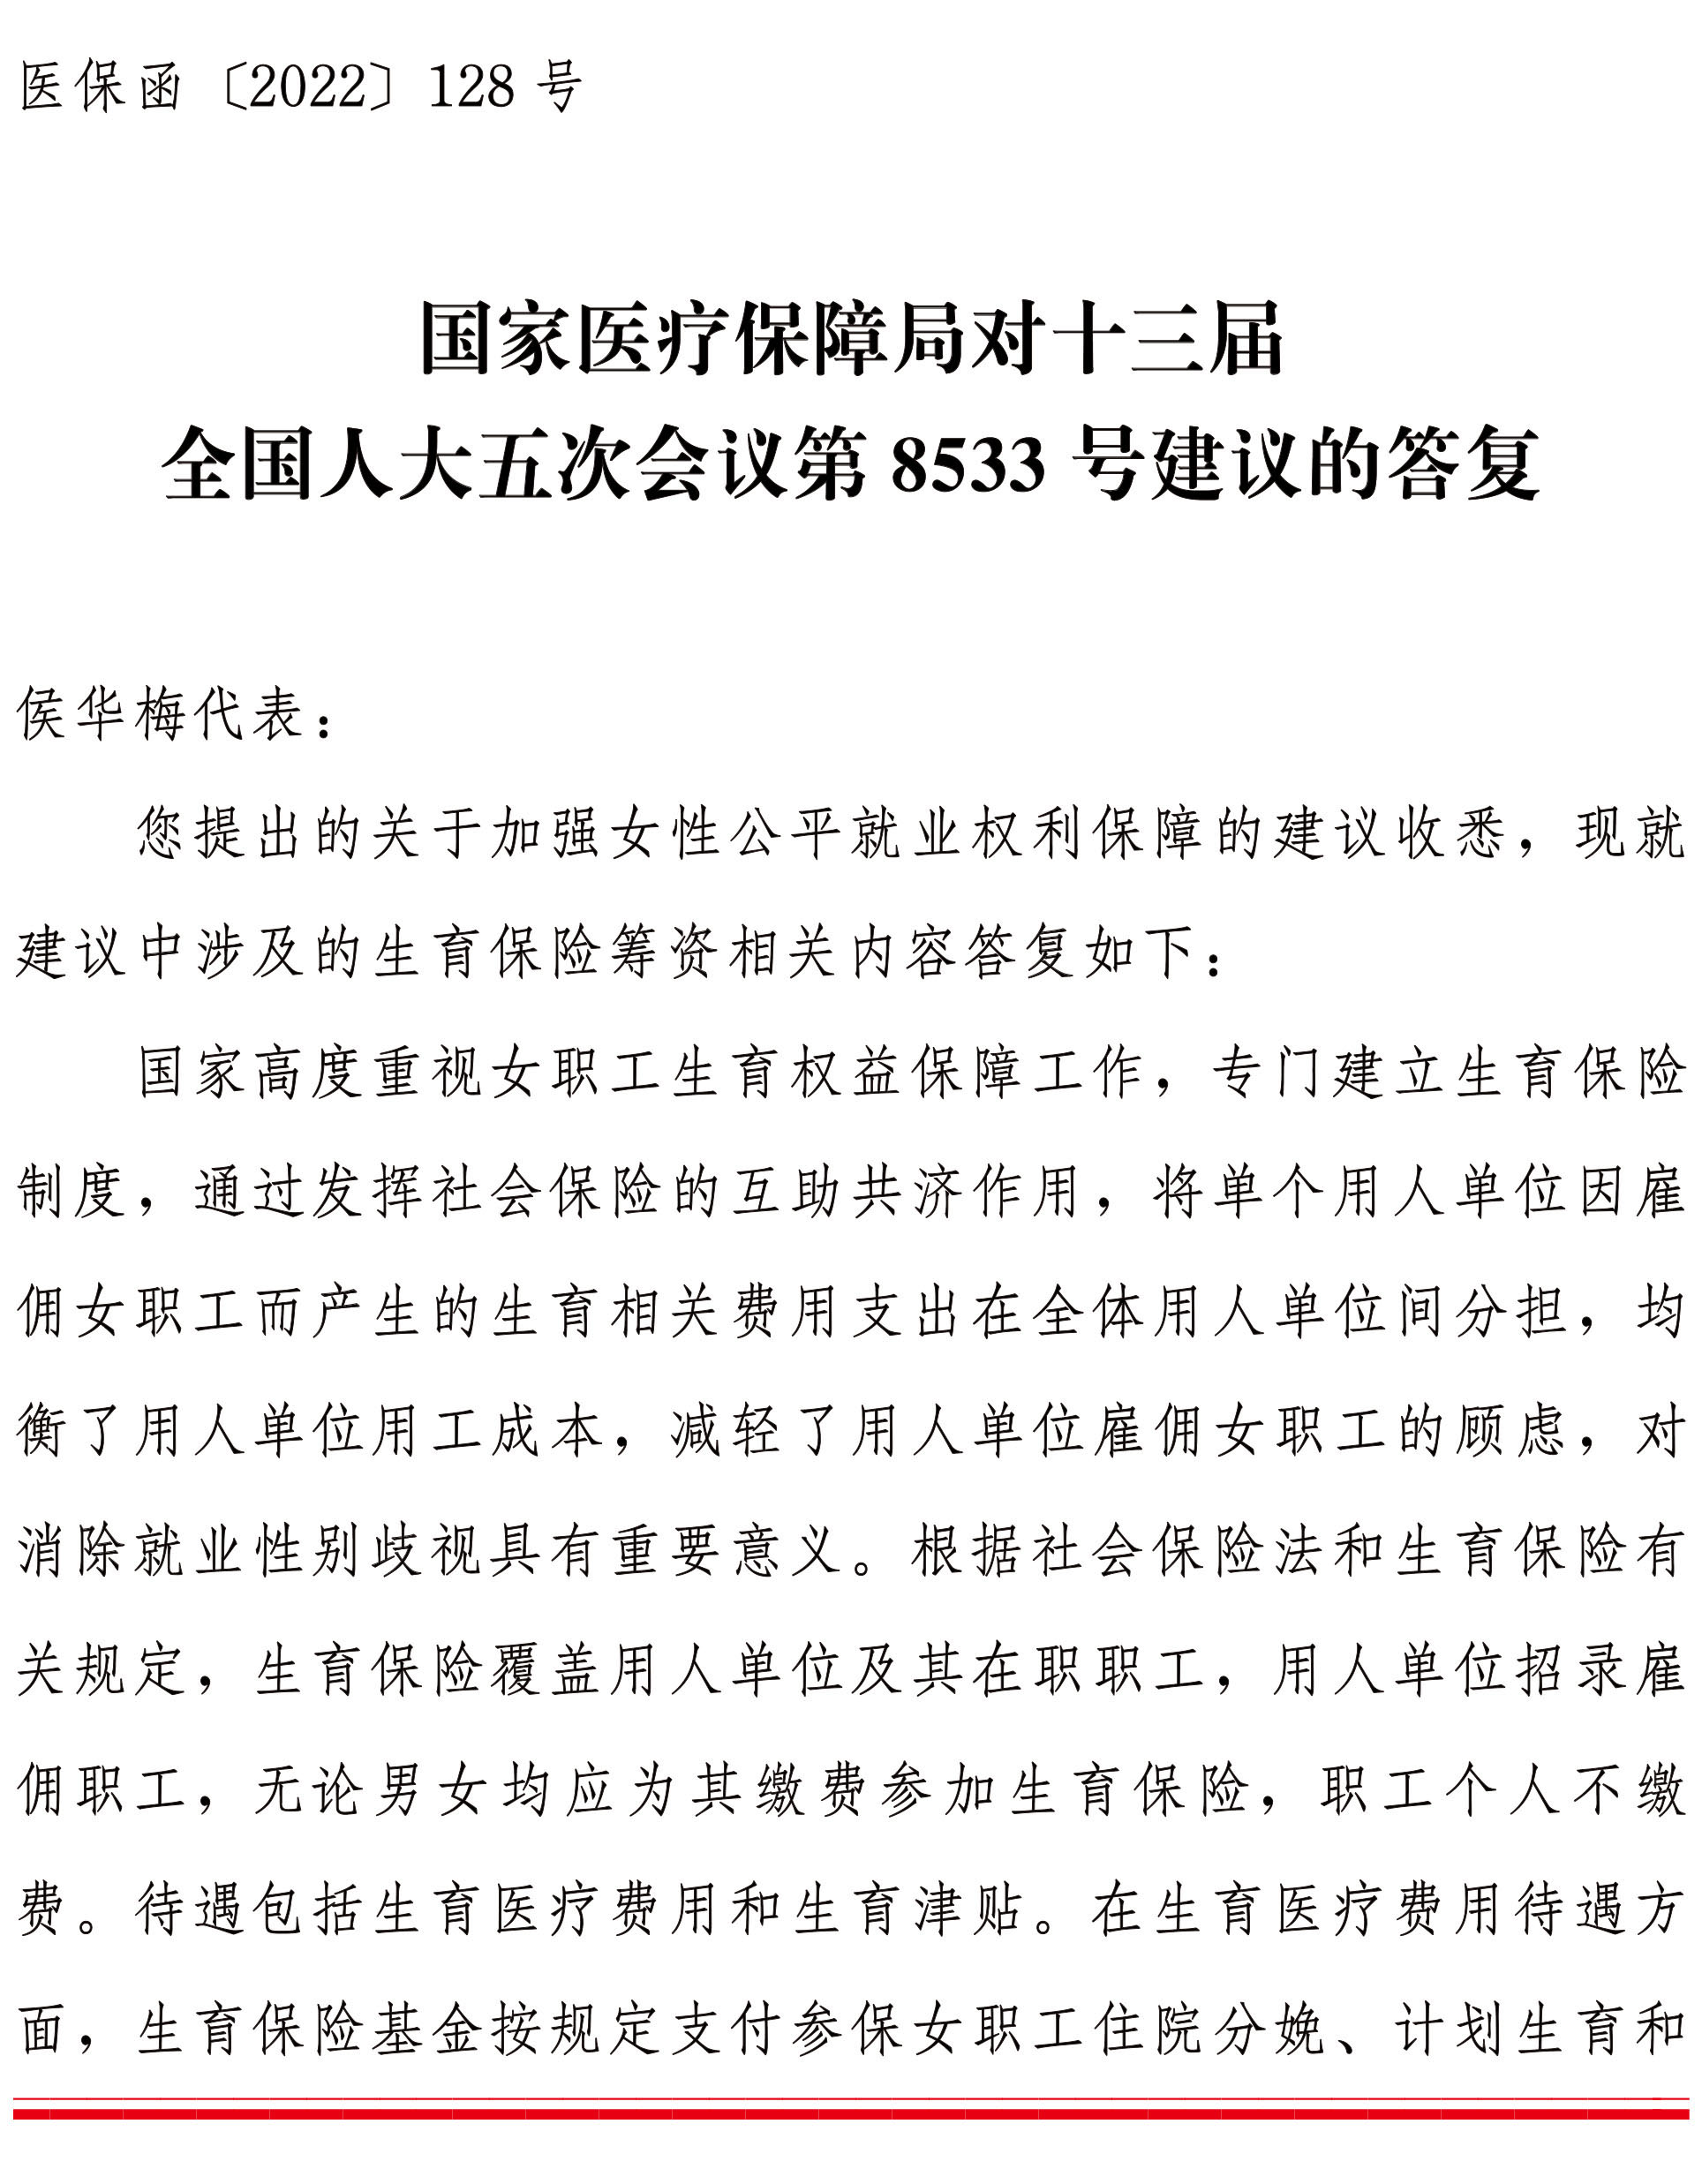 医保函〔2022〕128 号
国家医疗保障局对十三届
全国人大五次会议第 8533 号建议的答复
侯华梅代表：
您提出的关于加强女性公平就业权利保障的建议收悉，现就
建议中涉及的生育保险筹资相关内容答复如下：
国家高度重视女职工生育权益保障工作，专门建立生育保险
制度，通过发挥社会保险的互助共济作用，将单个用人单位因雇
佣女职工而产生的生育相关费用支出在全体用人单位间分担，均
衡了用人单位用工成本，减轻了用人单位雇佣女职工的顾虑，对
消除就业性别歧视具有重要意义。根据社会保险法和生育保险有
关规定，生育保险覆盖用人单位及其在职职工，用人单位招录雇
佣职工，无论男女均应为其缴费参加生育保险，职工个人不缴
费。待遇包括生育医疗费用和生育津贴。在生育医疗费用待遇方
面，生育保险基金按规定支付参保女职工住院分娩、计划生育和